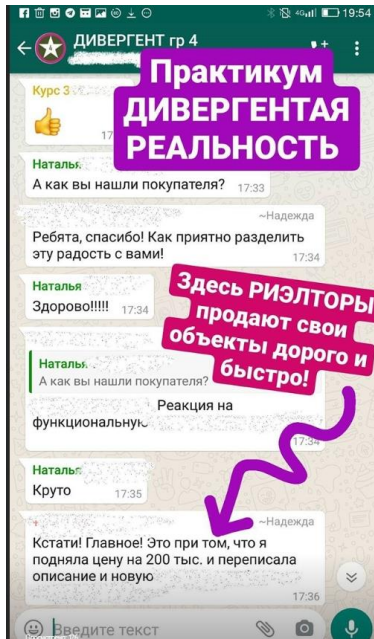 19:54
ДИВЕРГЕНТ гр 4
Практикум
ДИВЕРГЕНТАЯ
РЕАЛЬНОСТЬ
Курс 3
17
Наталья
А как вы нашли покупателя? 17:33
~Надежда
Ребята, спасибо! Как приятно разделить
эту радость с вами!
17:34
Наталья
Здорово!!!!! 17:34
Здесь РИЭЛТОРЫ
продают свои
объекты дорого и
быстро!
Наталья
А как вы нашли покупателя?
Реакция на
функциональную
17:34
Наталья
Круто 17:35
~Надежда
Кстати! Главное! Это при том, что я
подняла цену на 200 тыс. и переписала
описание и новую
17:36
Введите текст